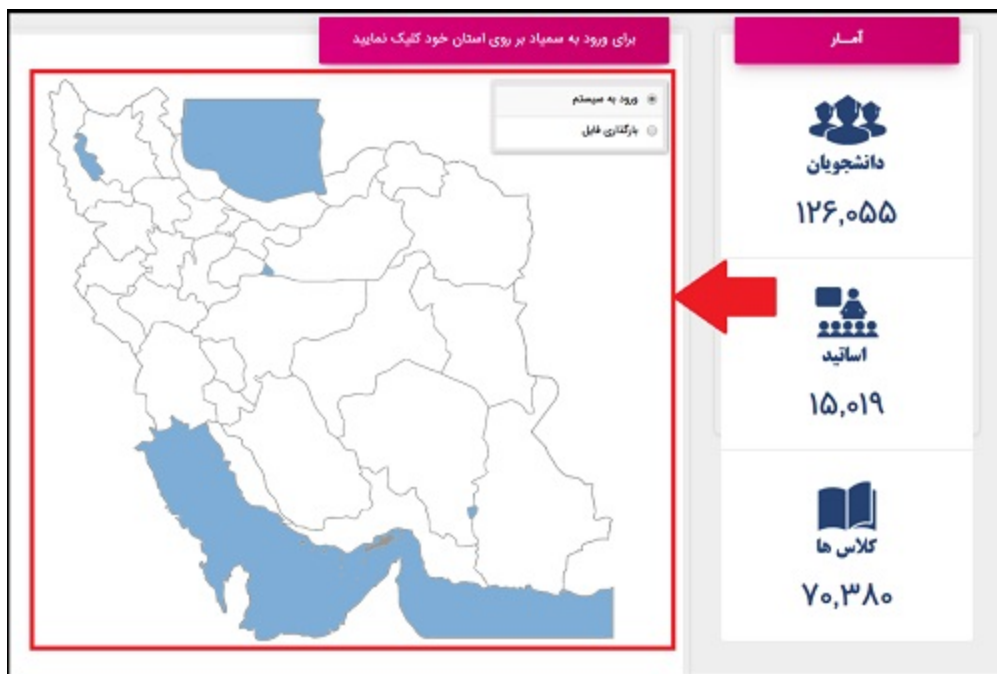 برای ورود به سمیاد بر روی استان خود کلیک نمایید
ورود به سیستم
بارگذاری فایل
آمــار
دانشجویان
۱۲۶,۰۵۵
اساتید
۱۵,۰۱۹
کلاس ها
۷۰,۳۸۰